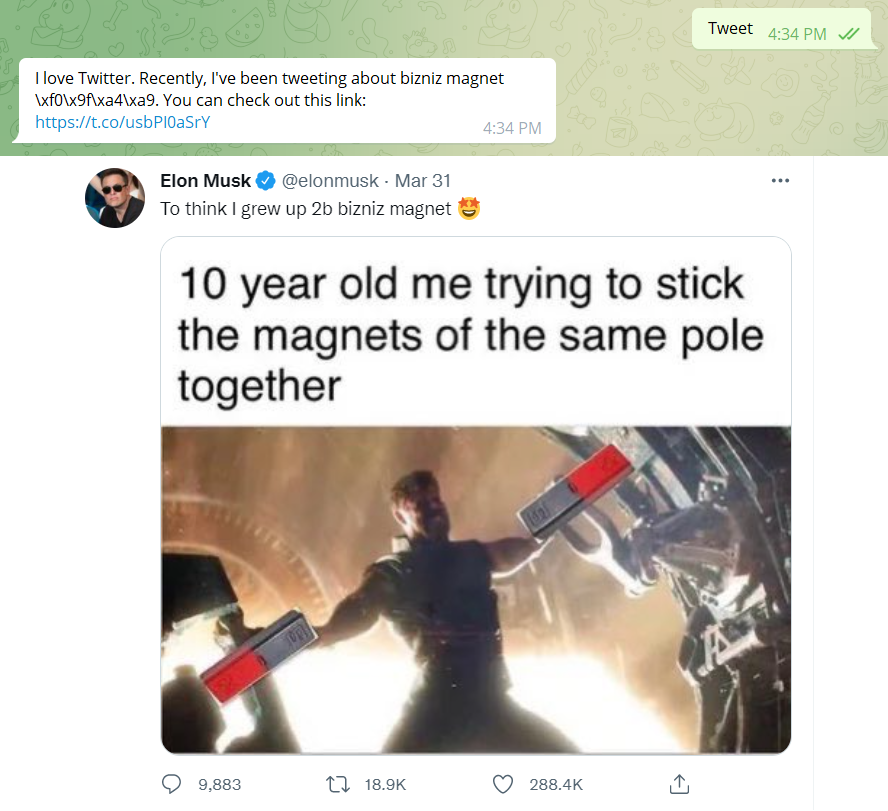 Tweet 4:34 PM
I love Twitter. Recently, I've been tweeting about bizniz magnet
\xf0\x9f\xa4\xa9. You can check out this link:
https://t.co/usbPI0aSrY
4:34 PM
Elon Musk @elonmusk · Mar 31
To think I grew up 2b bizniz magnet 🤩
10 year old me trying to stick
the magnets of the same pole
together
9,883 18.9K 288.4K